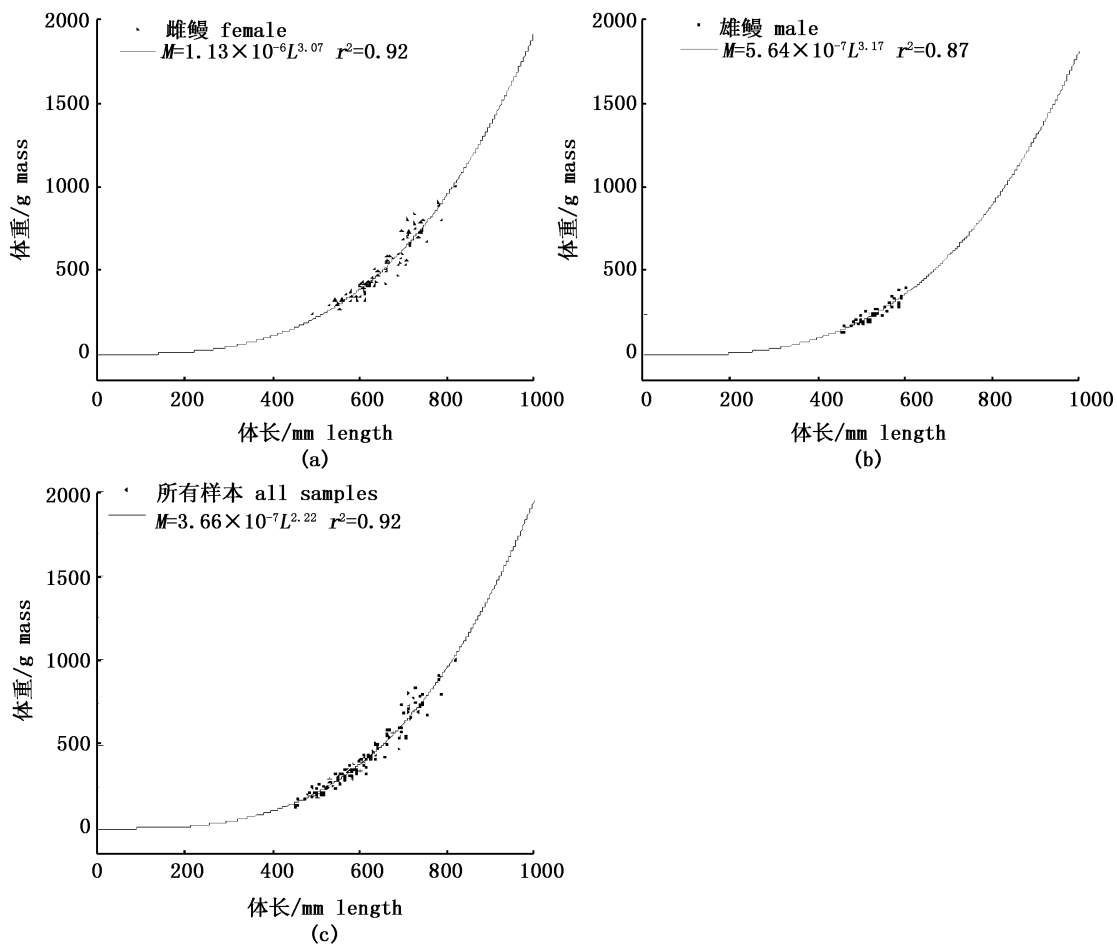 雌鳗 female
M=1.13×10⁻⁶L³·⁰⁷ r²=0.92
2000
1500
1000
500
0
体重/g mass
0 200 400 600 800 1000
体长/mm length
(a)
雄鳗 male
M=5.64×10⁻⁷L³·¹⁷ r²=0.87
2000
1500
1000
500
0
体重/g mass
0 200 400 600 800 1000
体长/mm length
(b)
所有样本 all samples
M=3.66×10⁻⁷L²·²² r²=0.92
2000
1500
1000
500
0
体重/g mass
0 200 400 600 800 1000
体长/mm length
(c)